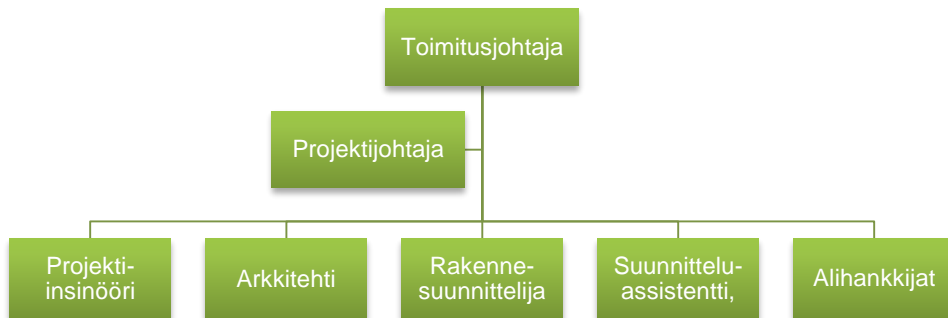 Toimitusjohtaja
Projektijohtaja
Projekti-
insinööri
Arkkitehti
Rakenne-
suunnittelija
Suunnittelu-
assistentti,
Alihankkijat